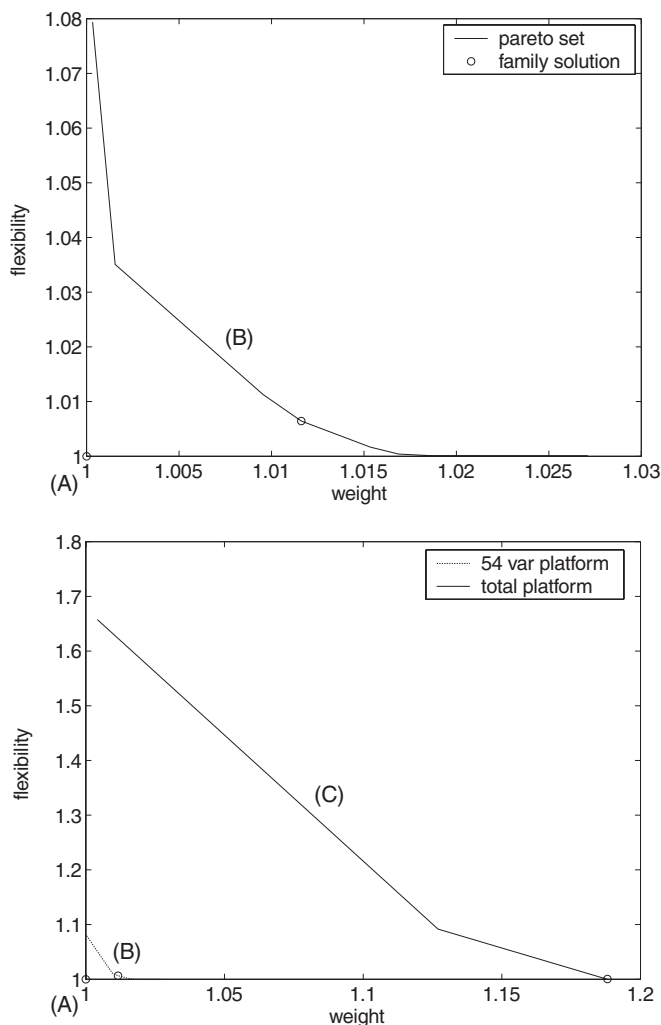 1.08
pareto set
family solution
1.07
1.06
1.05
flexibility
1.04
1.03
(B)
1.02
1.01
1
1 1.005 1.01 1.015 1.02 1.025 1.03
(A)
weight
1.8
54 var platform
total platform
1.7
1.6
1.5
flexibility
1.4
(C)
1.3
1.2
1.1
(B)
1
1 1.05 1.1 1.15 1.2
(A)
weight